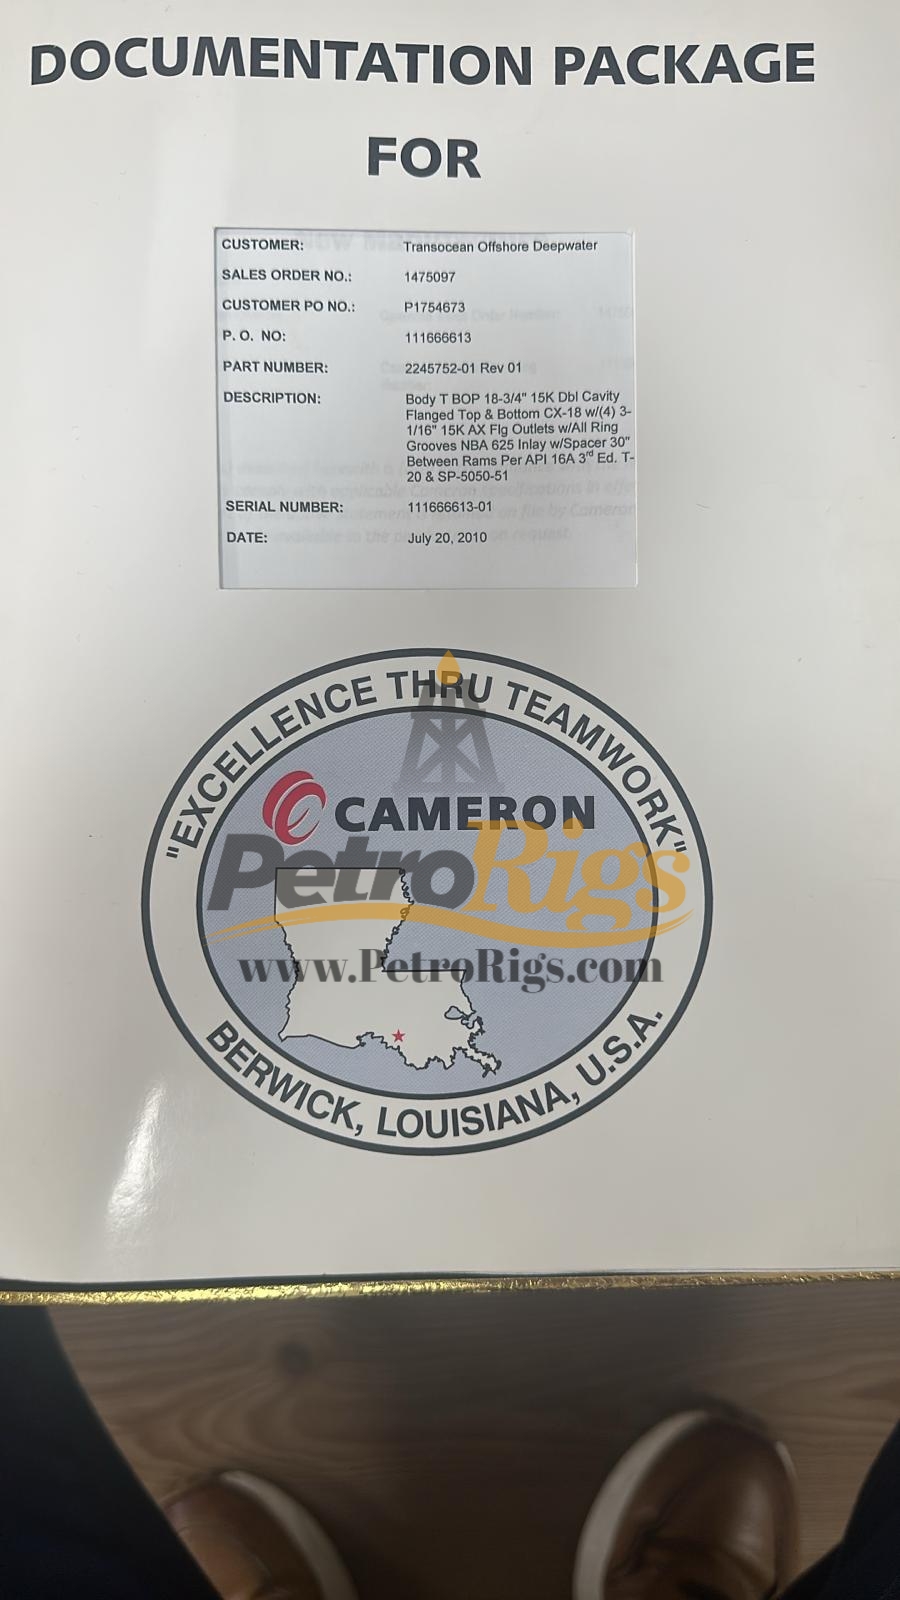 DOCUMENTATION PACKAGE
FOR
CUSTOMER: Transocean Offshore Deepwater
SALES ORDER NO.: 1475097
CUSTOMER PO NO.: P1754673
P. O. NO: 111666613
PART NUMBER: 2245752-01 Rev 01
DESCRIPTION: Body T BOP 18-3/4" 15K Dbl Cavity
Flanged Top & Bottom CX-18 w/(4) 3-
1/16" 15K AX Flg Outlets w/All Ring
Grooves NBA 625 Inlay w/Spacer 30"
Between Rams Per API 16A 3rd Ed. T-
20 & SP-5050-51
SERIAL NUMBER: 111666613-01
DATE: July 20, 2010
"EXCELLENCE THRU TEAMWORK"
CAMERON
PetroRigs
www.PetroRigs.com
BERWICK, LOUISIANA, U.S.A.